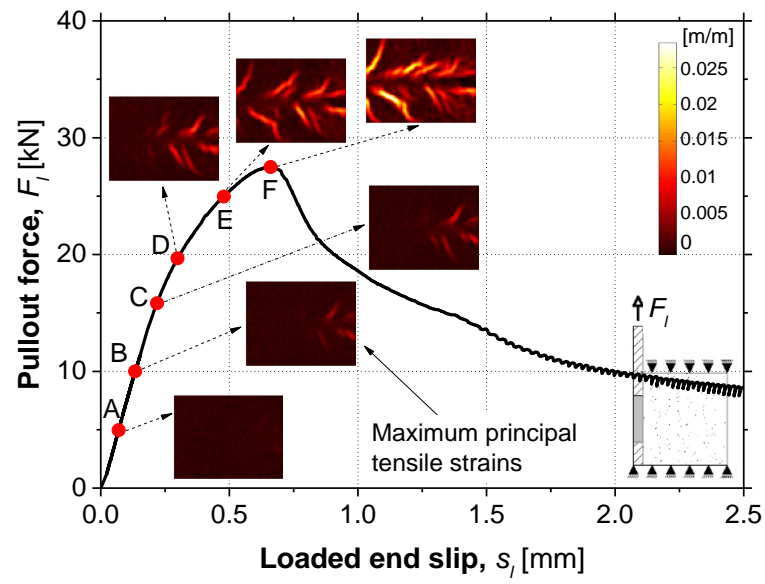 40
30
20
10
0
Pullout force, F_l [kN]
0.0
0.5
1.0
1.5
2.0
2.5
Loaded end slip, s_l [mm]
A
B
C
D
E
F
Maximum principal
tensile strains
[m/m]
0.025
0.02
0.015
0.01
0.005
0
F_l